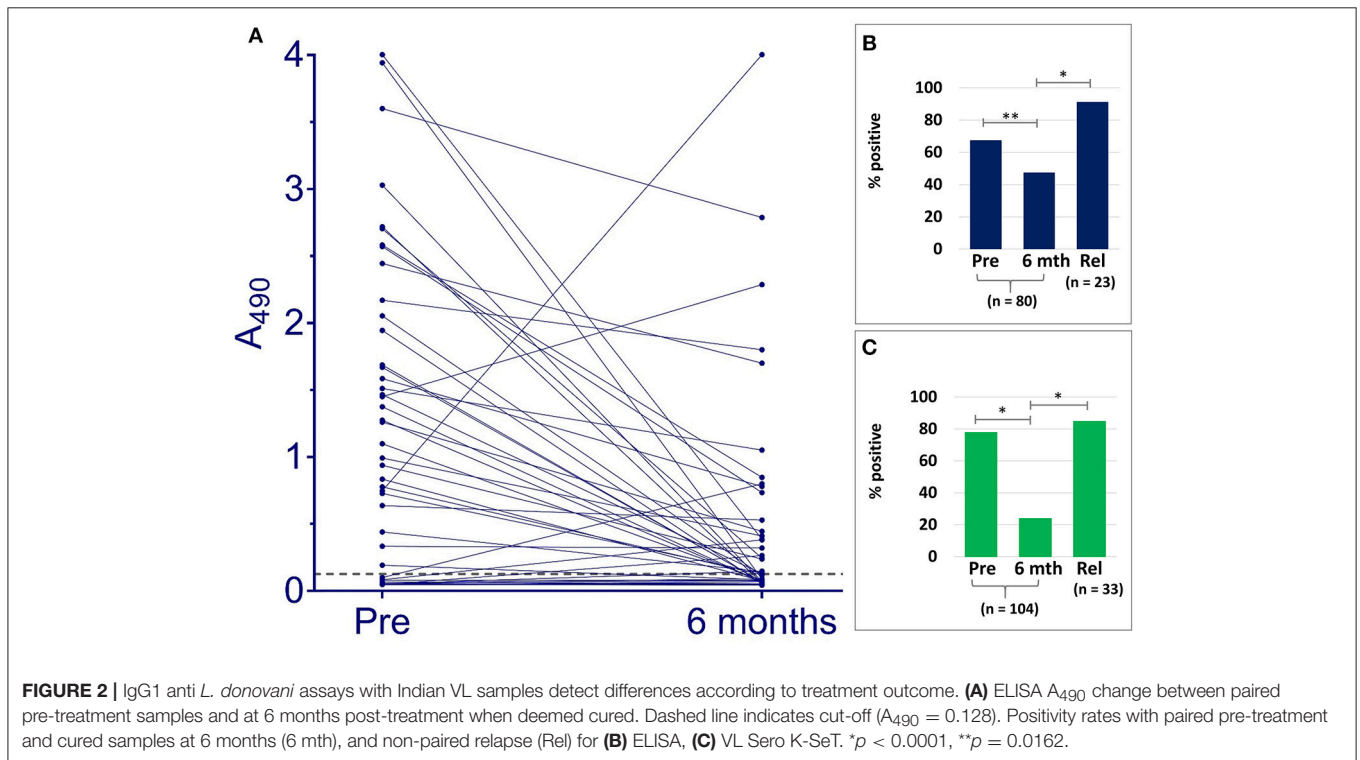 A
4
3
2
1
0
A490
Pre
6 months
B
100
80
60
40
20
0
% positive
**
*
Pre
6 mth
Rel
(n = 80)
(n = 23)
C
100
80
60
40
20
0
% positive
*
*
Pre
6 mth
Rel
(n = 104)
(n = 33)
FIGURE 2 | IgG1 anti L. donovani assays with Indian VL samples detect differences according to treatment outcome. (A) ELISA A490 change between paired
pre-treatment samples and at 6 months post-treatment when deemed cured. Dashed line indicates cut-off (A490 = 0.128). Positivity rates with paired pre-treatment
and cured samples at 6 months (6 mth), and non-paired relapse (Rel) for (B) ELISA, (C) VL Sero K-SeT. *p < 0.0001, **p = 0.0162.